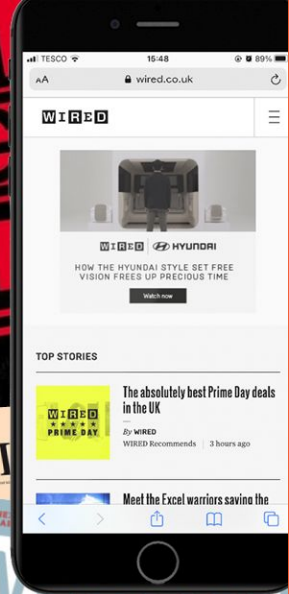 TESCO 15:48 89%
AA wired.co.uk
WIRED
WIRED HYUNDAI
HOW THE HYUNDAI STYLE SET FREE
VISION FREES UP PRECIOUS TIME
Watch now
TOP STORIES
WIRED
PRIME DAY
The absolutely best Prime Day deals
in the UK
By WIRED
WIRED Recommends | 3 hours ago
Meet the Excel warriors saving the